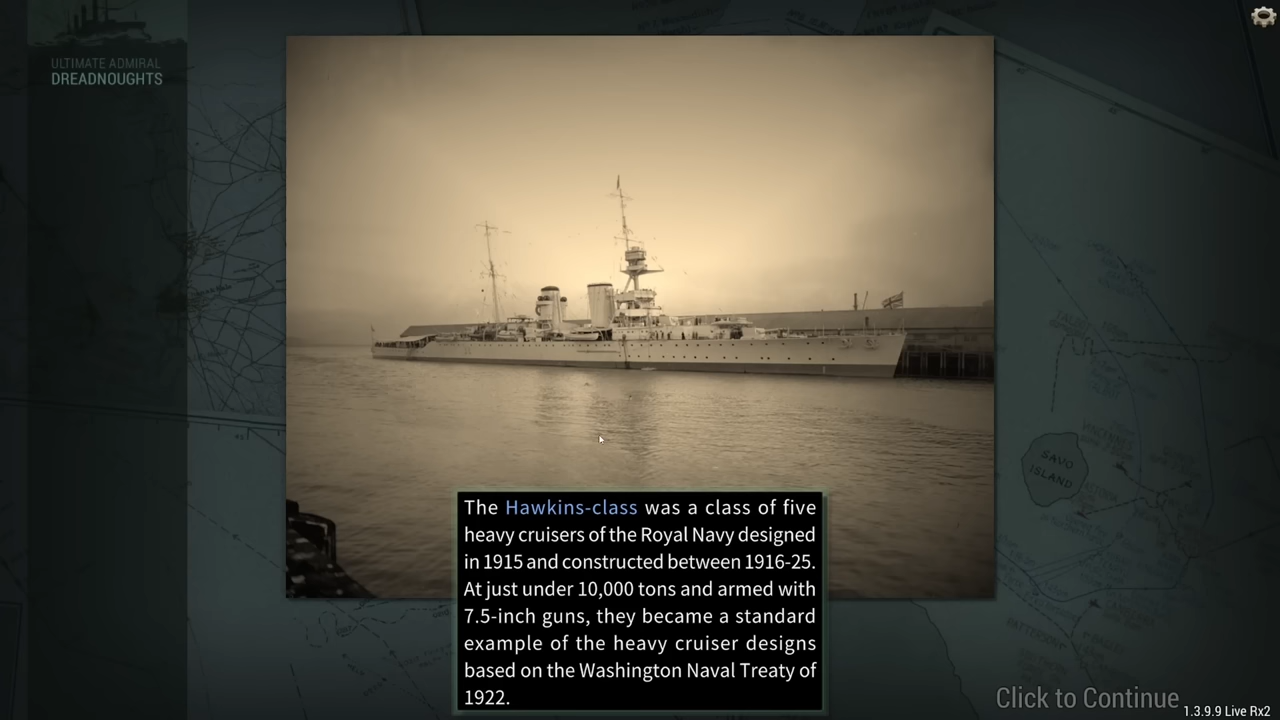 ULTIMATE ADMIRAL
DREADNOUGHTS
The Hawkins-class was a class of five
heavy cruisers of the Royal Navy designed
in 1915 and constructed between 1916-25.
At just under 10,000 tons and armed with
7.5-inch guns, they became a standard
example of the heavy cruiser designs
based on the Washington Naval Treaty of
1922.
SAVO
ISLAND
Click to Continue
1.3.9.9 Live Rx2